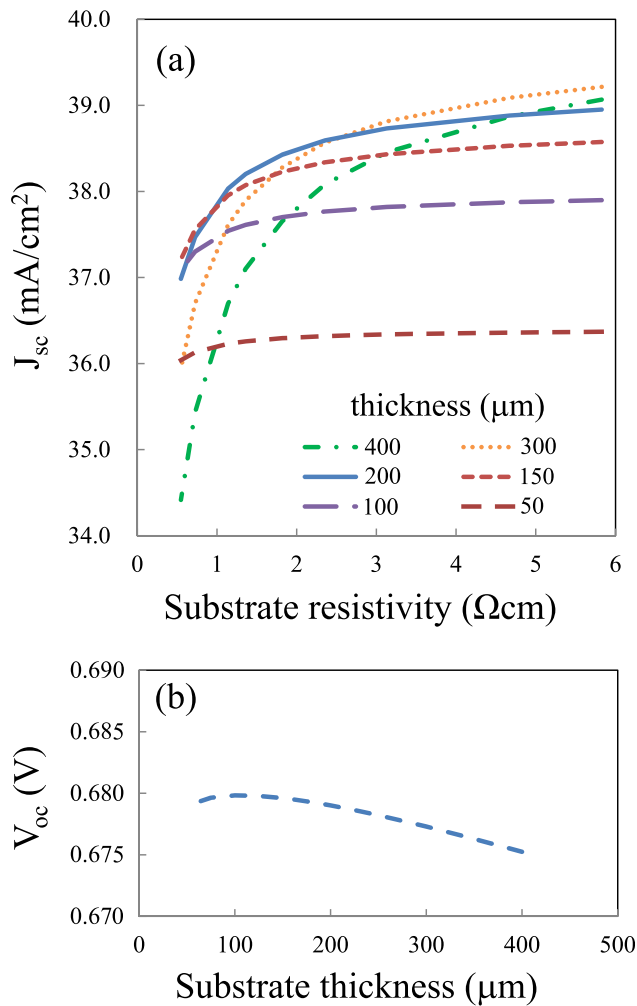 40.0
(a)
39.0
38.0
37.0
36.0
35.0
34.0
J_sc (mA/cm²)
thickness (μm)
400 300
200 150
100 50
0 1 2 3 4 5 6
Substrate resistivity (Ωcm)
0.690
(b)
0.685
0.680
0.675
0.670
V_oc (V)
0 100 200 300 400 500
Substrate thickness (μm)